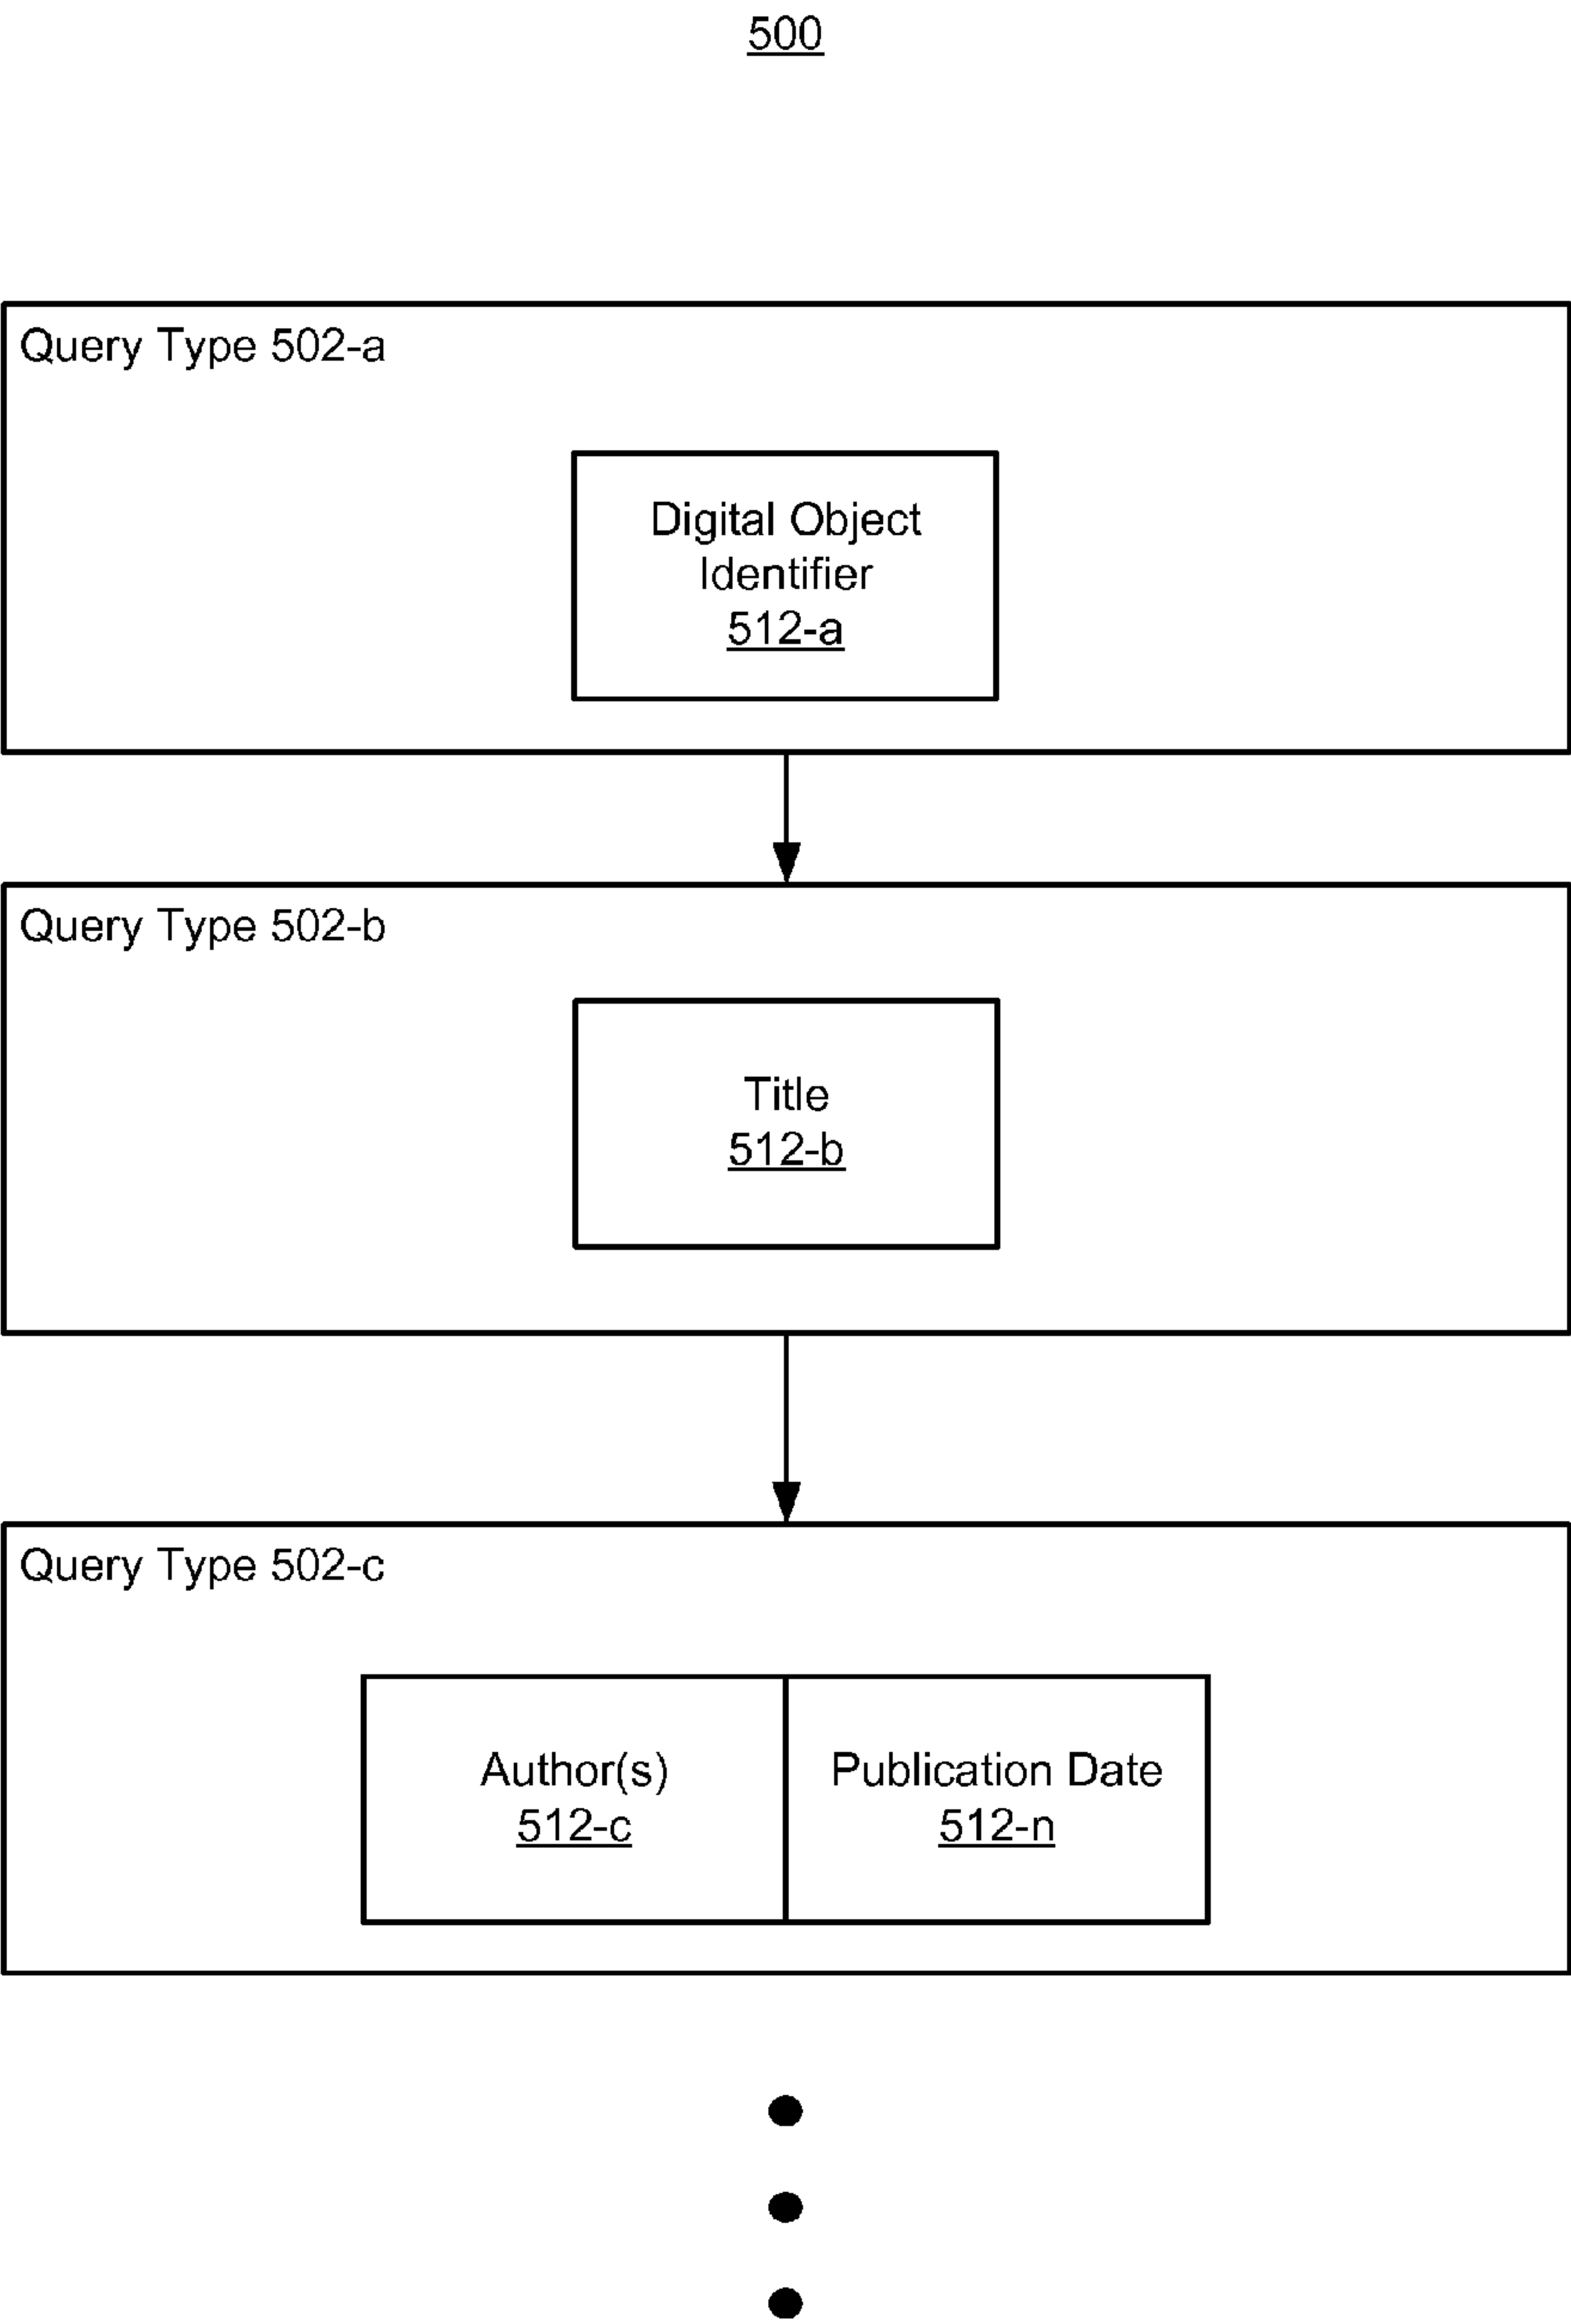 500
Query Type 502-a
Digital Object
Identifier
512-a
Query Type 502-b
Title
512-b
Query Type 502-c
Author(s)
512-c
Publication Date
512-n